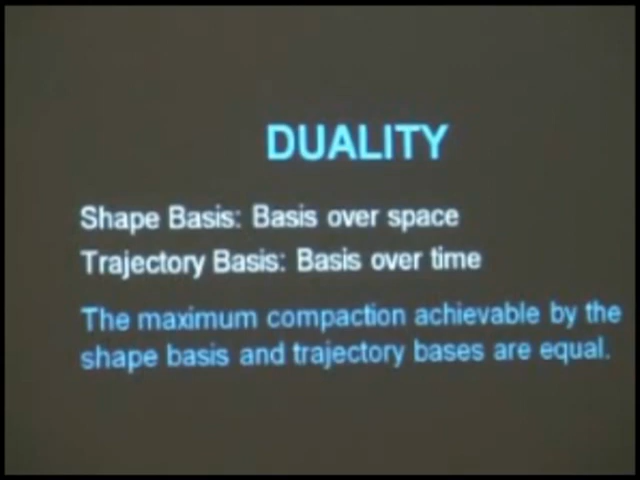 DUALITY
Shape Basis: Basis over space
Trajectory Basis: Basis over time
The maximum compaction achievable by the
shape basis and trajectory bases are equal.